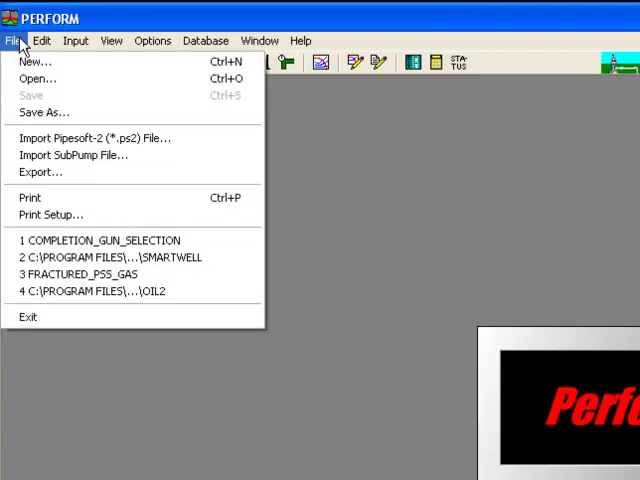 PERFORM
File Edit Input View Options Database Window Help
New... Ctrl+N
Open... Ctrl+O
Save Ctrl+S
Save As...
Import Pipesoft-2 (*.ps2) File...
Import SubPump File...
Export...
Print Ctrl+P
Print Setup...
1 COMPLETION_GUN_SELECTION
2 C:\PROGRAM FILES\...\SMARTWELL
3 FRACTURED_PSS_GAS
4 C:\PROGRAM FILES\...\OIL2
Exit
STA-
TUS
Perfo